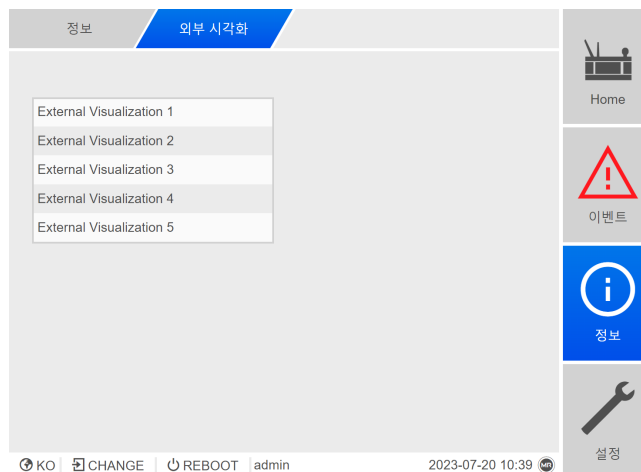 정보 외부 시각화
External Visualization 1
External Visualization 2
External Visualization 3
External Visualization 4
External Visualization 5
Home
이벤트
정보
설정
KO CHANGE REBOOT admin 2023-07-20 10:39 MR